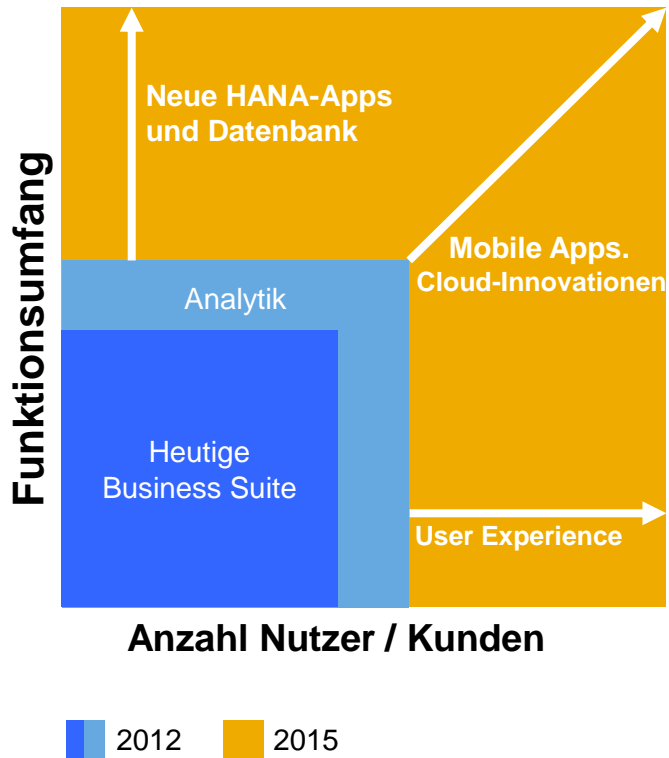 Neue HANA-Apps
und Datenbank
Mobile Apps.
Cloud-Innovationen
Analytik
Heutige
Business Suite
User Experience
Funktionsumfang
Anzahl Nutzer / Kunden
2012
2015